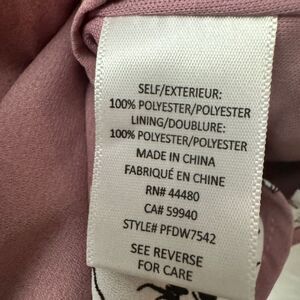 SELF/EXTERIEUR:
100% POLYESTER/POLYESTER
LINING/DOUBLURE:
100% POLYESTER/POLYESTER
MADE IN CHINA
FABRIQUÉ EN CHINE
RN# 44480
CA# 59940
STYLE# PFDW7542
SEE REVERSE
FOR CARE